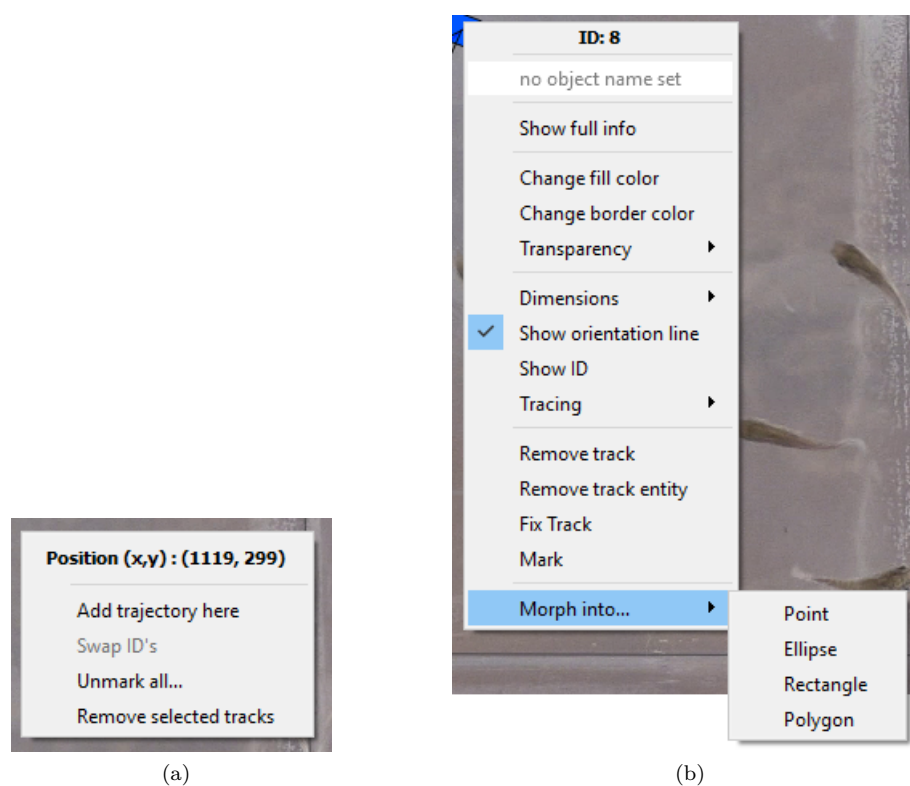 Position (x,y) : (1119, 299)
Add trajectory here
Swap ID's
Unmark all...
Remove selected tracks
(a)
ID: 8
no object name set
Show full info
Change fill color
Change border color
Transparency
Dimensions
Show orientation line
Show ID
Tracing
Remove track
Remove track entity
Fix Track
Mark
Morph into...
Point
Ellipse
Rectangle
Polygon
(b)